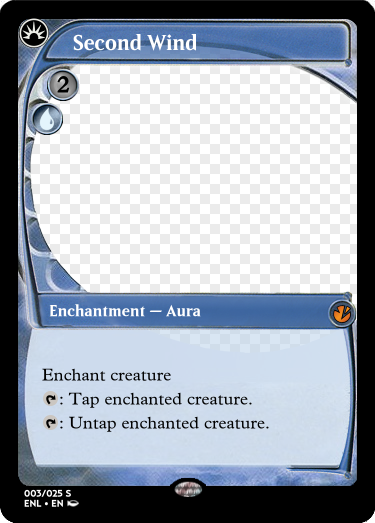 Second Wind
2
Enchantment — Aura
Enchant creature
: Tap enchanted creature.
: Untap enchanted creature.
003/025 S
ENL • EN